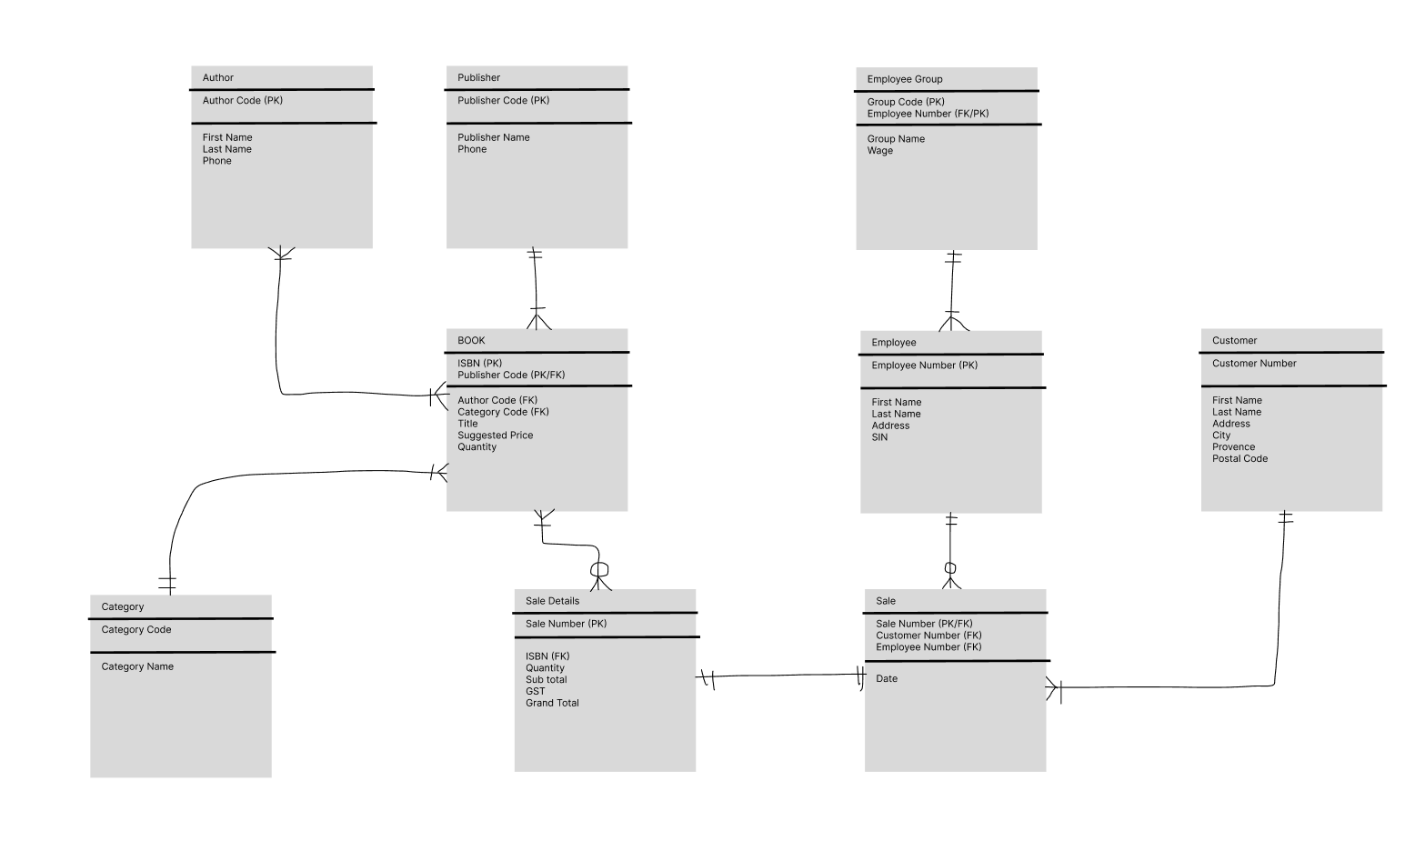 Author
Author Code (PK)
First Name
Last Name
Phone
Publisher
Publisher Code (PK)
Publisher Name
Phone
Employee Group
Group Code (PK)
Employee Number (FK/PK)
Group Name
Wage
BOOK
ISBN (PK)
Publisher Code (PK/FK)
Author Code (FK)
Category Code (FK)
Title
Suggested Price
Quantity
Employee
Employee Number (PK)
First Name
Last Name
Address
SIN
Customer
Customer Number
First Name
Last Name
Address
City
Provence
Postal Code
Category
Category Code
Category Name
Sale Details
Sale Number (PK)
ISBN (FK)
Quantity
Sub total
GST
Grand Total
Sale
Sale Number (PK/FK)
Customer Number (FK)
Employee Number (FK)
Date